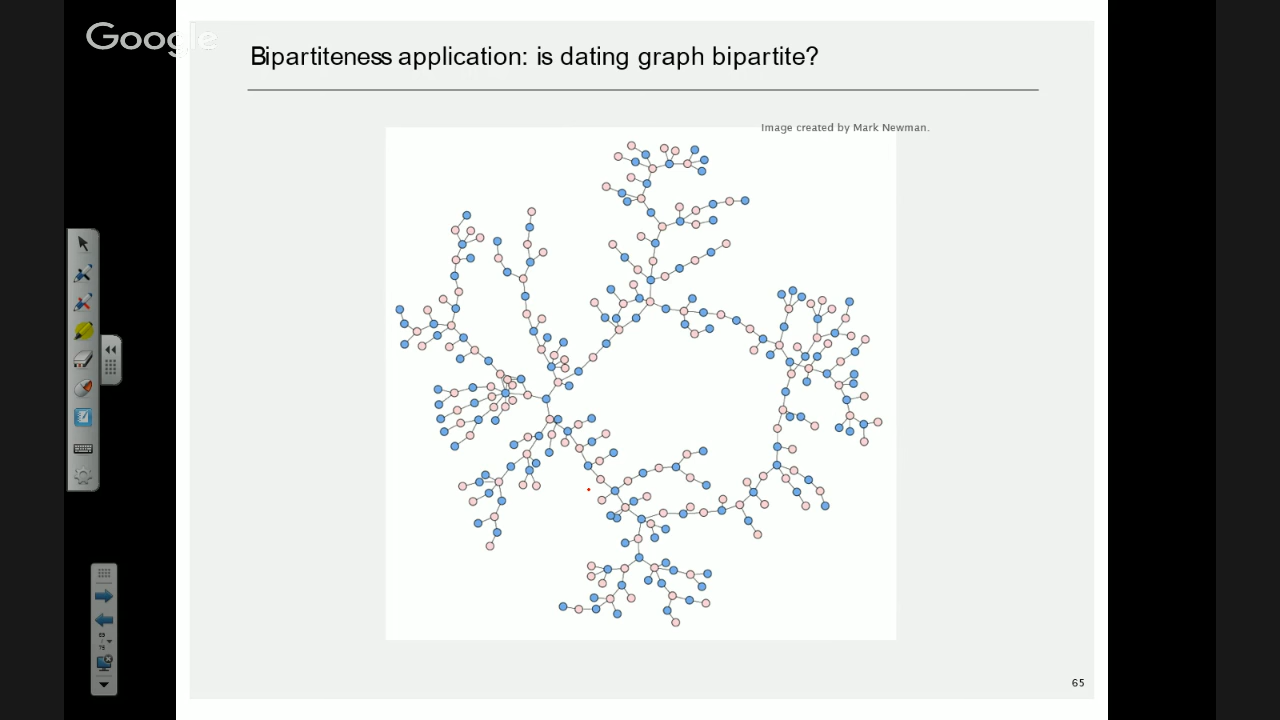 Google
Bipartiteness application: is dating graph bipartite?
Image created by Mark Newman.
65